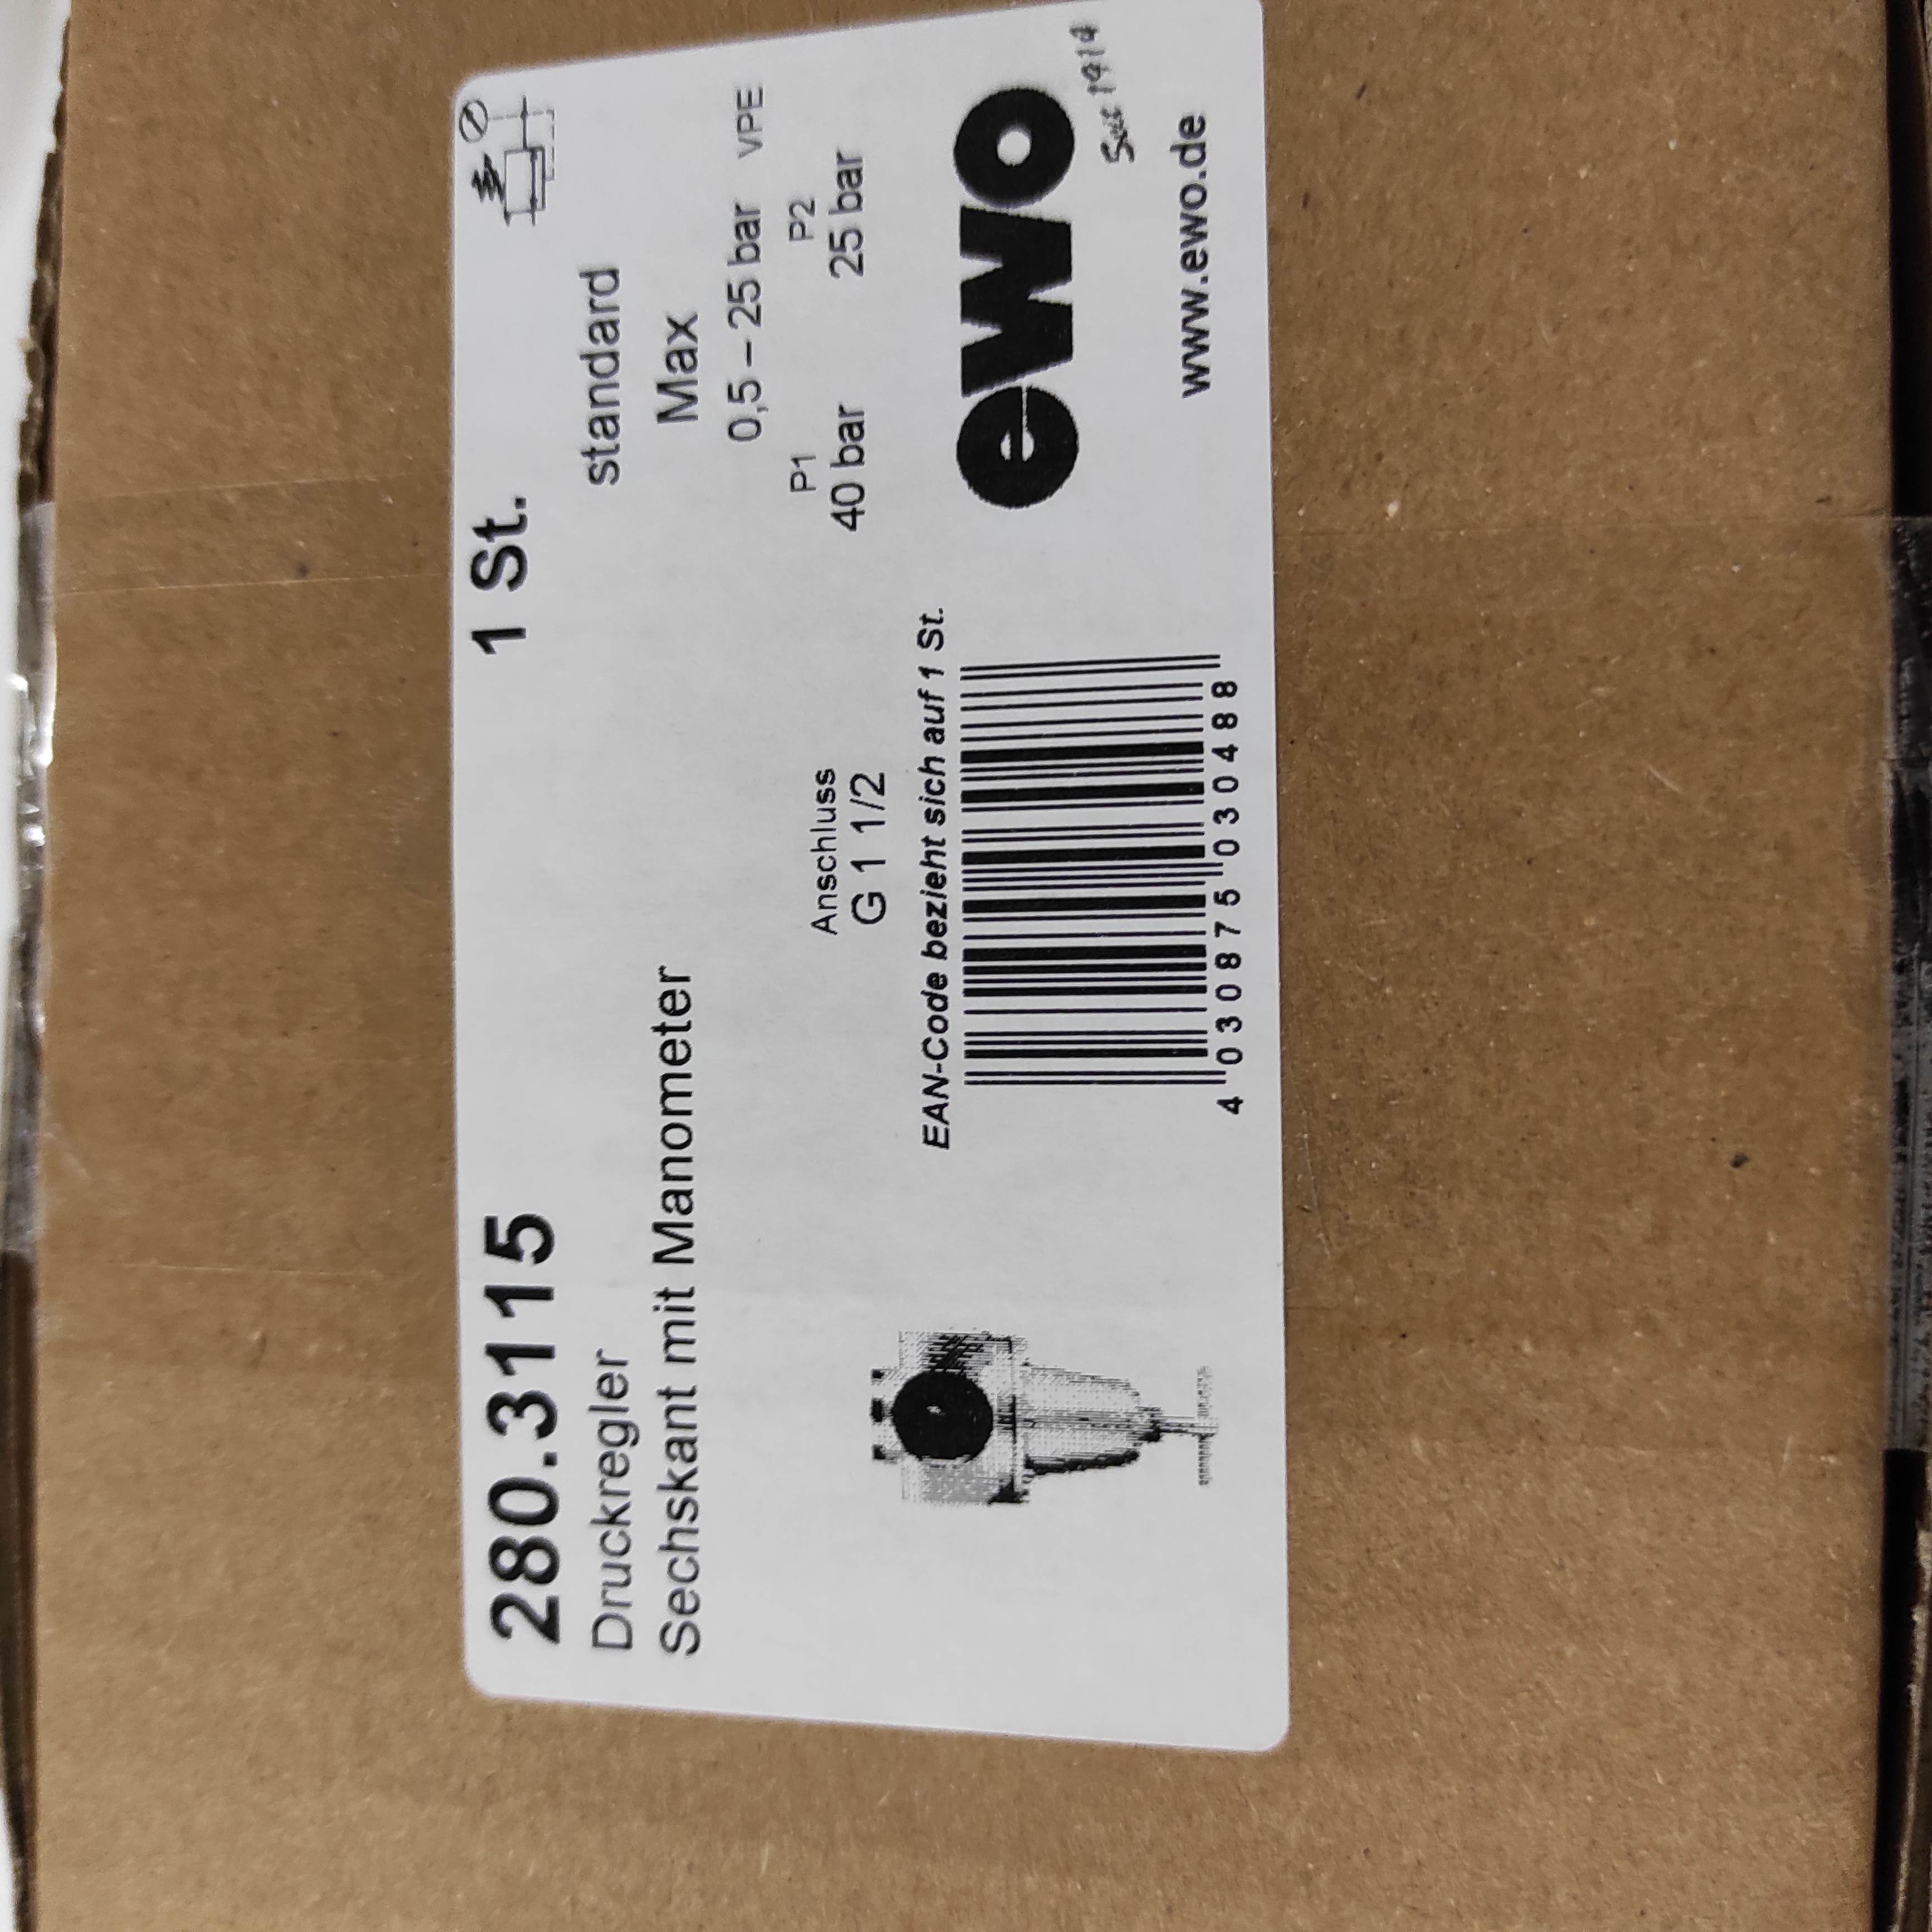 280.3115 1 St.
Druckregler standard
Sechskant mit Manometer Max
0,5 – 25 bar VPE
Anschluss P1 P2
G 1 1/2 40 bar 25 bar
EAN-Code bezieht sich auf 1 St.
4 030875 030488
ewo
Seit 1914
www.ewo.de